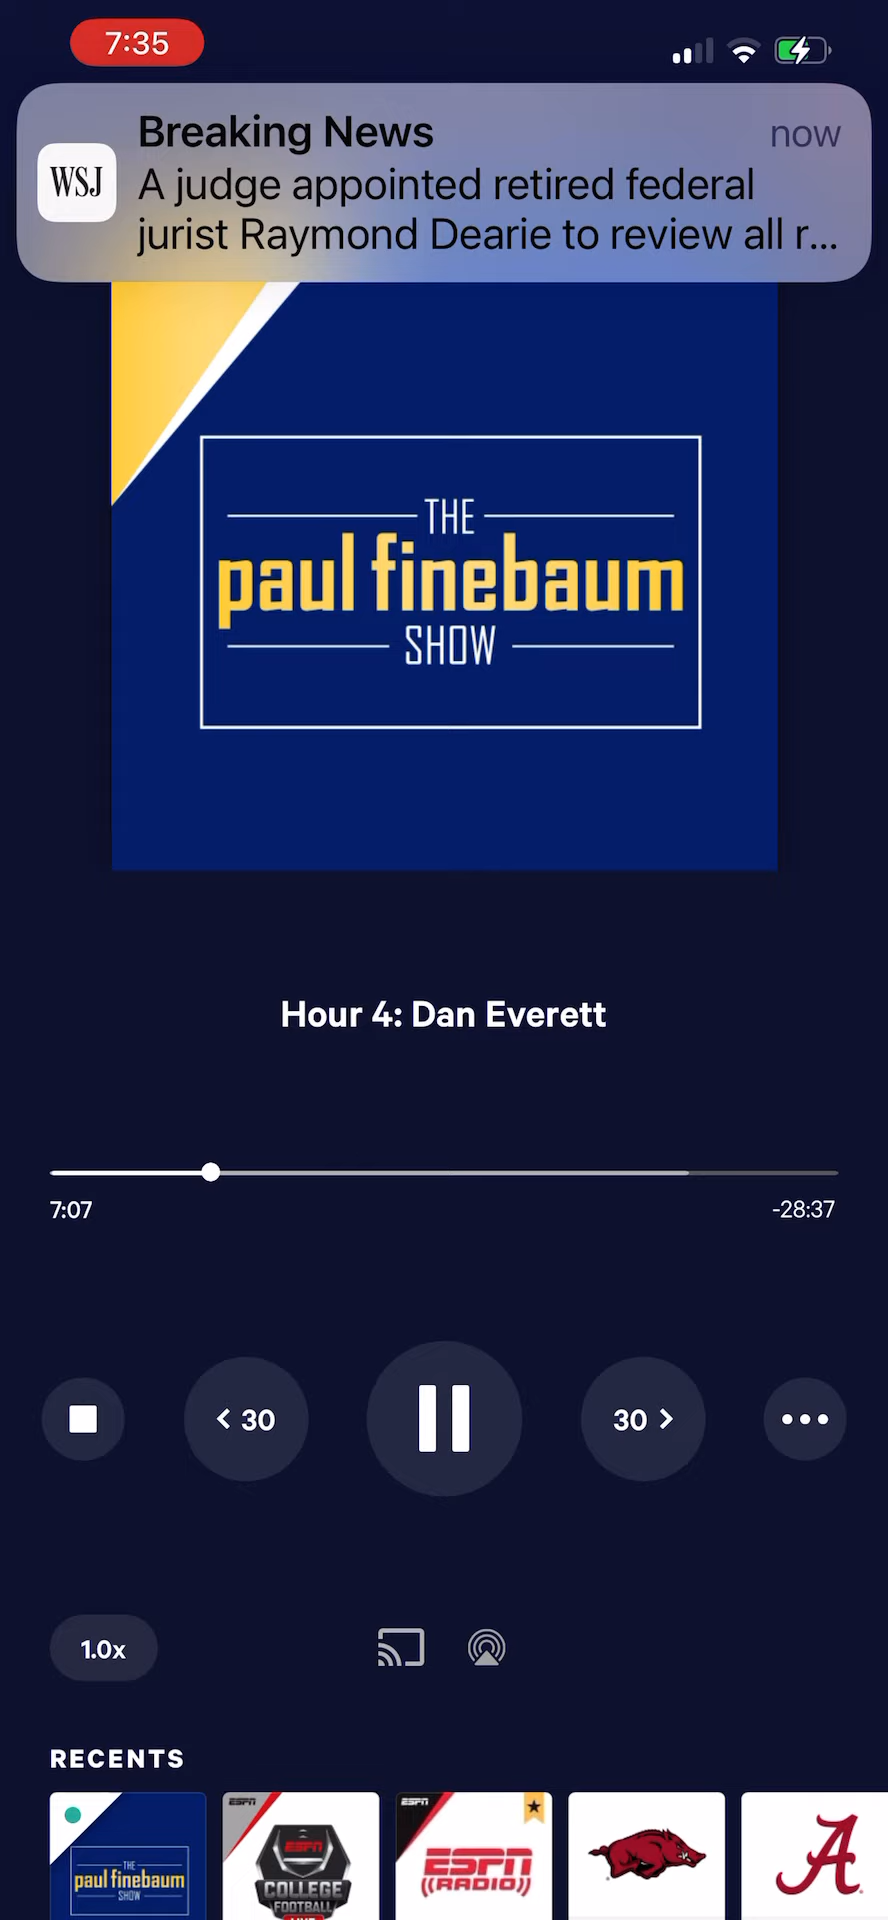 7:35
Breaking News
now
WSJ
A judge appointed retired federal
jurist Raymond Dearie to review all r...
THE
paul finebaum
SHOW
Hour 4: Dan Everett
7:07
-28:37
< 30
30 >
1.0x
RECENTS
THE
paul finebaum
SHOW
ESPN
ESPN
COLLEGE
FOOTBALL
LIVE
ESPN
ESPN
((RADIO))
A